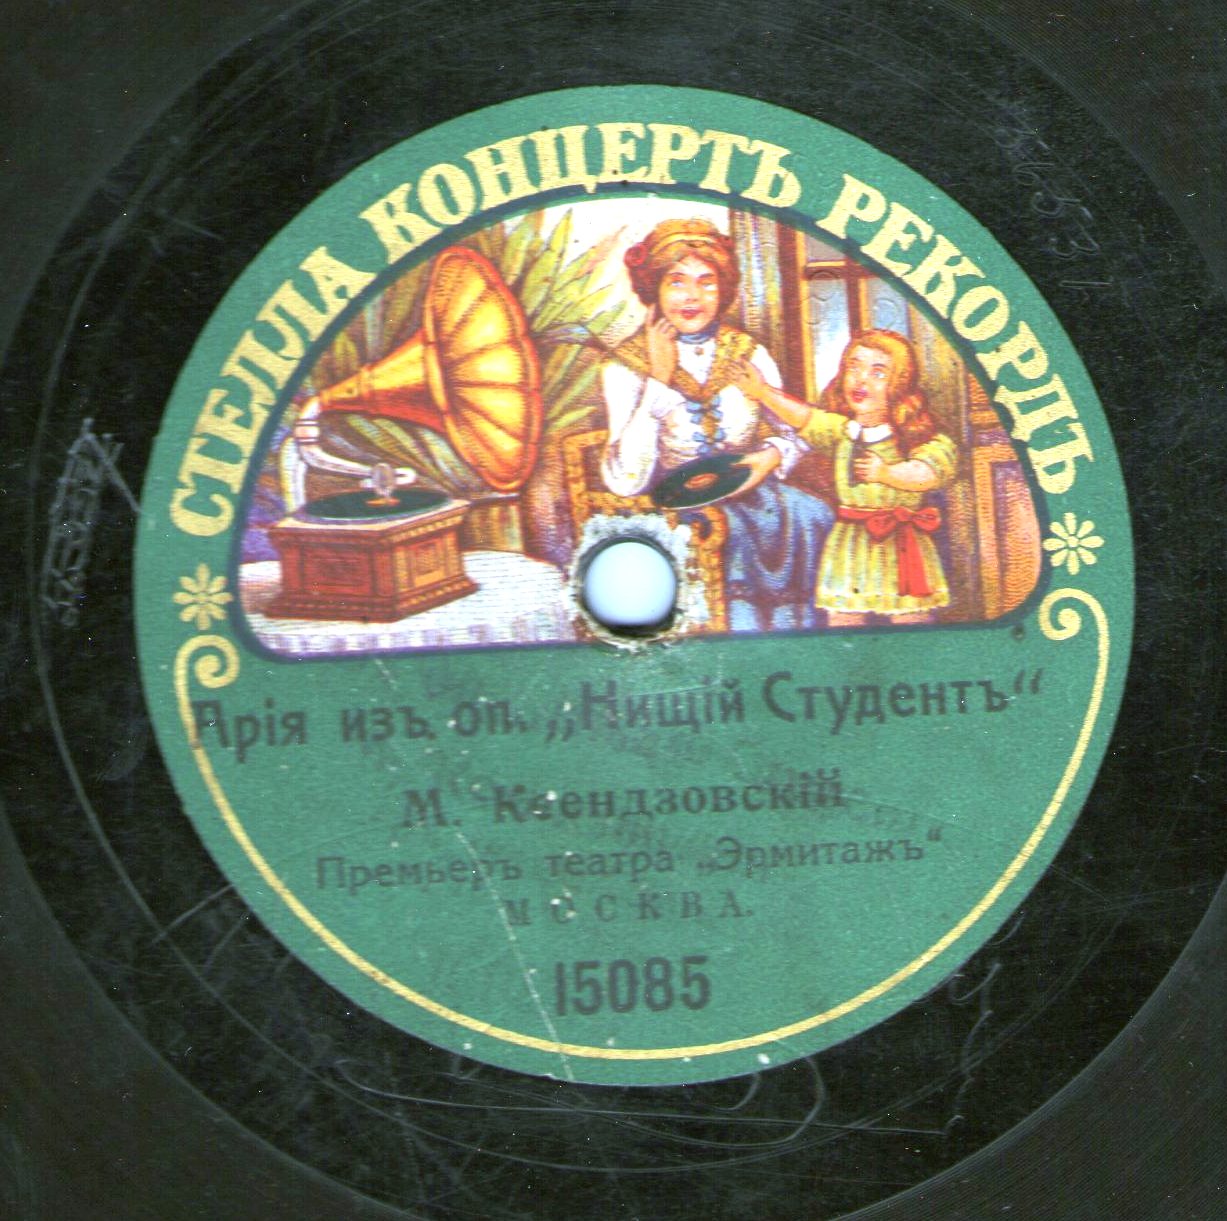 СТЕЛЛА КОНЦЕРТЪ РЕКОРДЪ
Арія изъ оп. „Нищій Студентъ“
М. Ксендзовскій
Премьеръ театра „Эрмитажъ“
МОСКВА.
15085